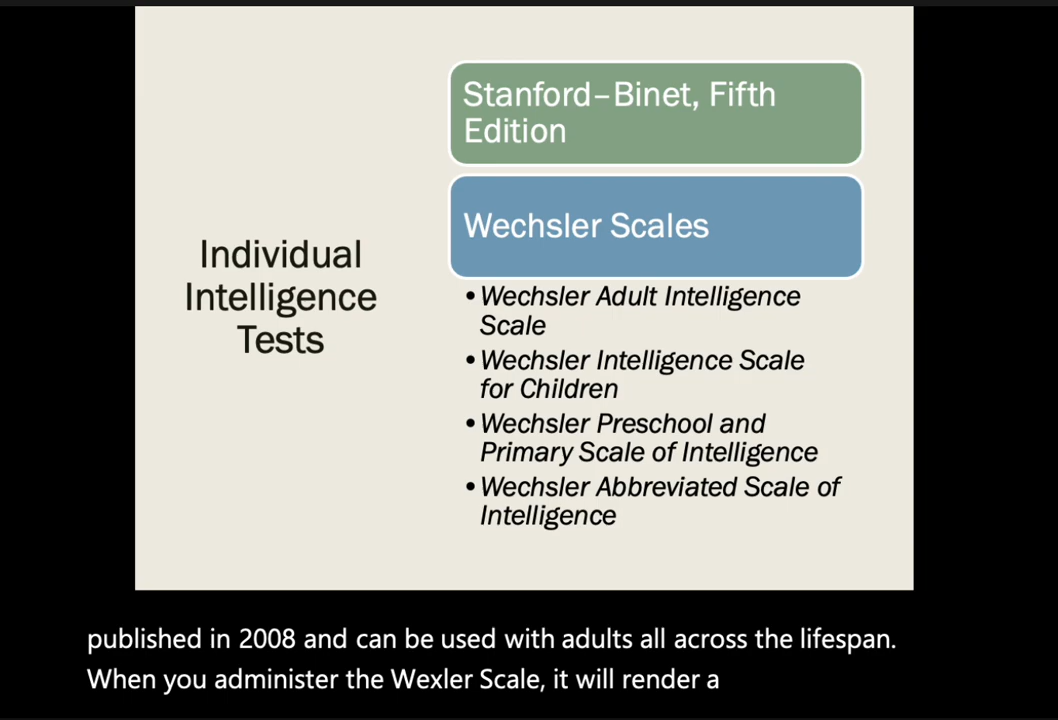 Individual
Intelligence
Tests
Stanford–Binet, Fifth
Edition
Wechsler Scales
•Wechsler Adult Intelligence
Scale
•Wechsler Intelligence Scale
for Children
•Wechsler Preschool and
Primary Scale of Intelligence
•Wechsler Abbreviated Scale of
Intelligence
published in 2008 and can be used with adults all across the lifespan.
When you administer the Wexler Scale, it will render a